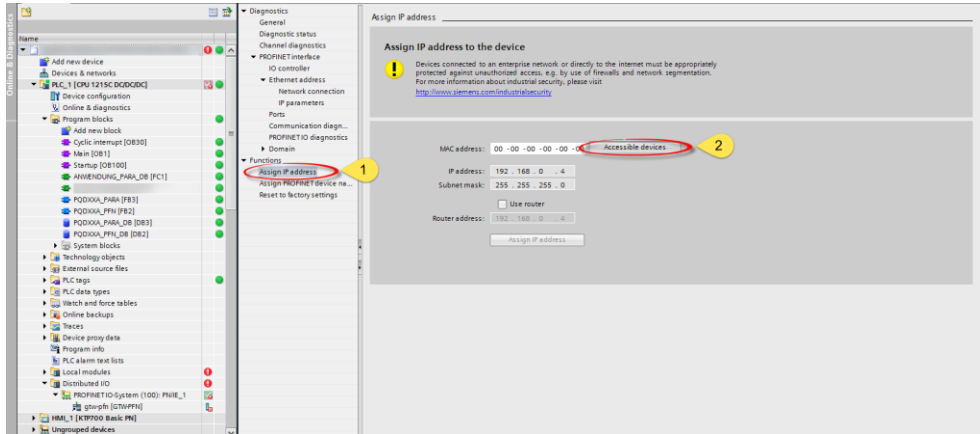 Online & Diagnostics
Name
Add new device
Devices & networks
PLC_1 [CPU 1215C DC/DC/DC]
Device configuration
Online & diagnostics
Program blocks
Add new block
Cyclic interrupt [OB30]
Main [OB1]
Startup [OB100]
ANWENDUNG_PARA_DB [FC1]
PQDXXA_PARA [FB3]
PQDXXA_PFN [FB2]
PQDXXA_PARA_DB [DB3]
PQDXXA_PFN_DB [DB2]
System blocks
Technology objects
External source files
PLC tags
PLC data types
Watch and force tables
Online backups
Traces
Device proxy data
Program info
PLC alarm text lists
Local modules
Distributed I/O
PROFINET IO-System (100): PN/IE_1
gtw-pfn [GTW-PFN]
HMI_1 [KTP700 Basic PN]
Ungrouped devices
Diagnostics
General
Diagnostic status
Channel diagnostics
PROFINET interface
IO controller
Ethernet address
Network connection
IP parameters
Ports
Communication diagn...
PROFINET IO diagnostics
Domain
Functions
Assign IP address
1
Assign PROFINET device na...
Reset to factory settings
Assign IP address
Assign IP address to the device
Devices connected to an enterprise network or directly to the internet must be appropriately
protected against unauthorized access, e.g. by use of firewalls and network segmentation.
For more information about industrial security, please visit
http://www.siemens.com/industrialsecurity
MAC address: 00 -00 -00 -00 -00 -0 Accessible devices 2
IP address: 192 . 168 . 0 . 4
Subnet mask: 255 . 255 . 255 . 0
Use router
Router address: 192 . 168 . 0 . 4
Assign IP address